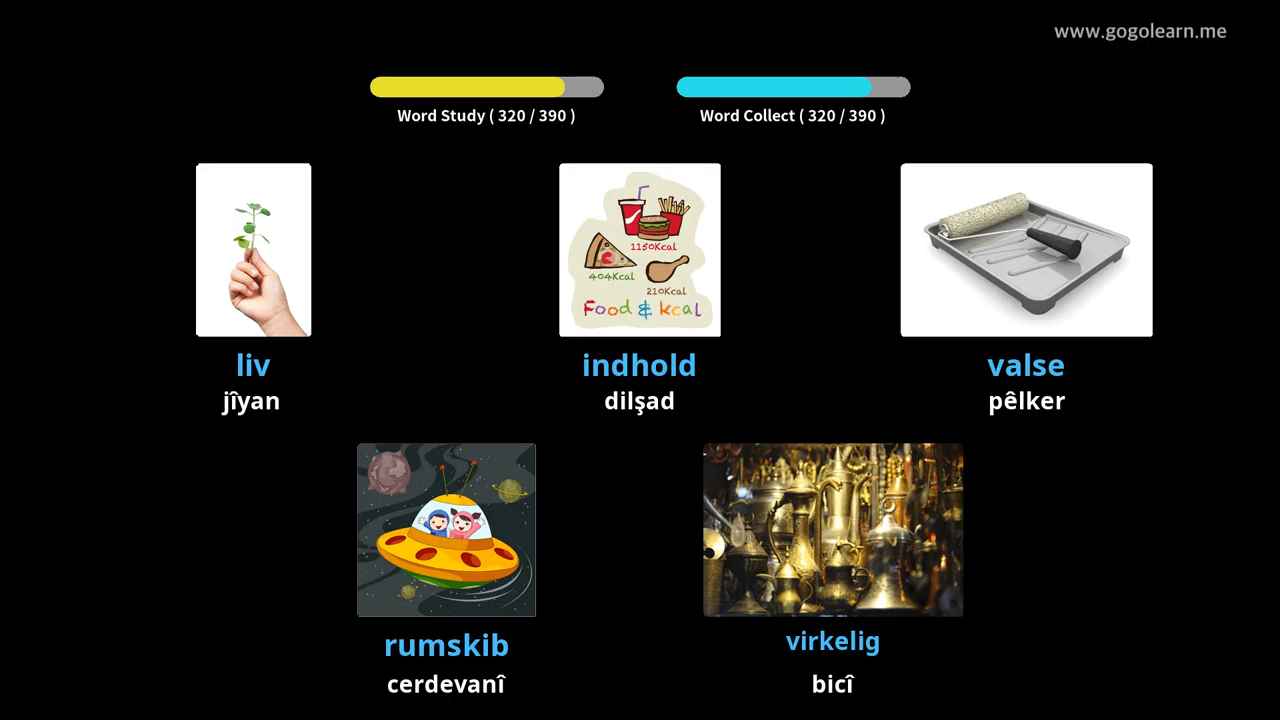 www.gogolearn.me
Word Study ( 320 / 390 )
Word Collect ( 320 / 390 )
1150Kcal
404Kcal
210Kcal
Food & kcal
liv
jîyan
indhold
dilşad
valse
pêlker
rumskib
cerdevanî
virkelig
bicî